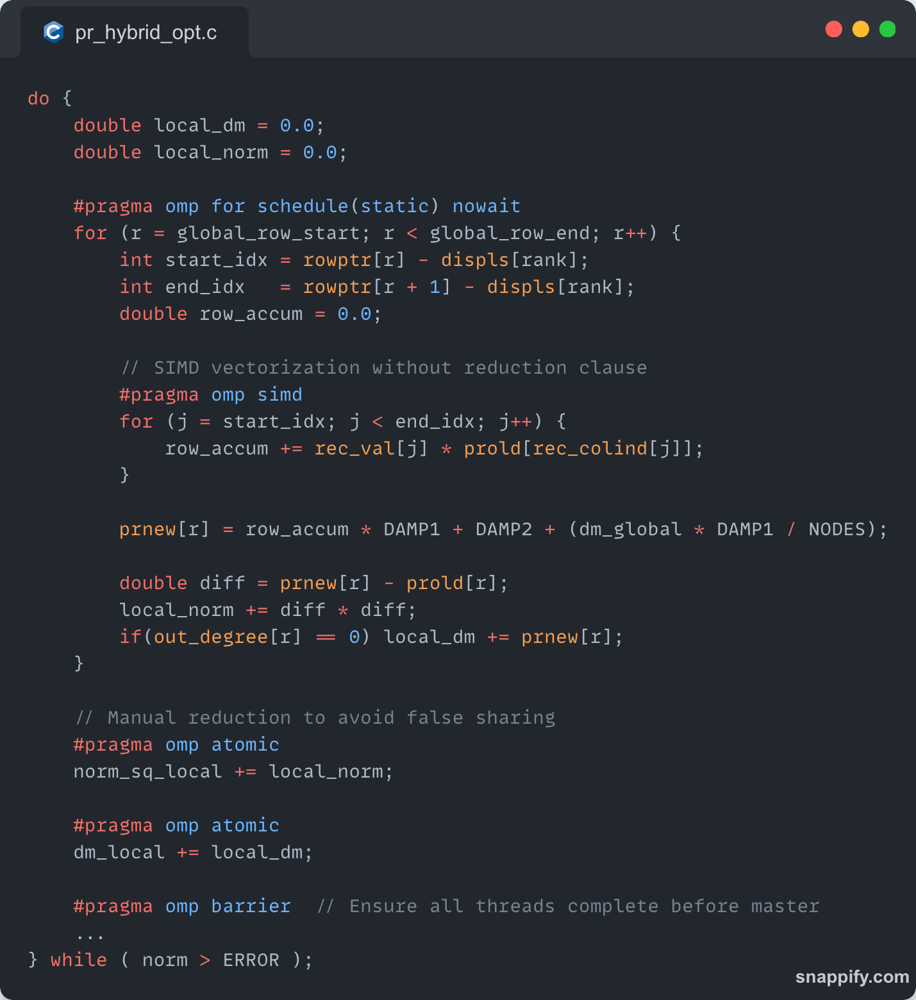 pr_hybrid_opt.c
do {
    double local_dm = 0.0;
    double local_norm = 0.0;

    #pragma omp for schedule(static) nowait
    for (r = global_row_start; r < global_row_end; r++) {
        int start_idx = rowptr[r] - displs[rank];
        int end_idx   = rowptr[r + 1] - displs[rank];
        double row_accum = 0.0;

        // SIMD vectorization without reduction clause
        #pragma omp simd
        for (j = start_idx; j < end_idx; j++) {
            row_accum += rec_val[j] * prold[rec_colind[j]];
        }

        prnew[r] = row_accum * DAMP1 + DAMP2 + (dm_global * DAMP1 / NODES);

        double diff = prnew[r] - prold[r];
        local_norm += diff * diff;
        if(out_degree[r] == 0) local_dm += prnew[r];
    }

    // Manual reduction to avoid false sharing
    #pragma omp atomic
    norm_sq_local += local_norm;

    #pragma omp atomic
    dm_local += local_dm;

    #pragma omp barrier  // Ensure all threads complete before master
    ...
} while ( norm > ERROR );
snappify.com